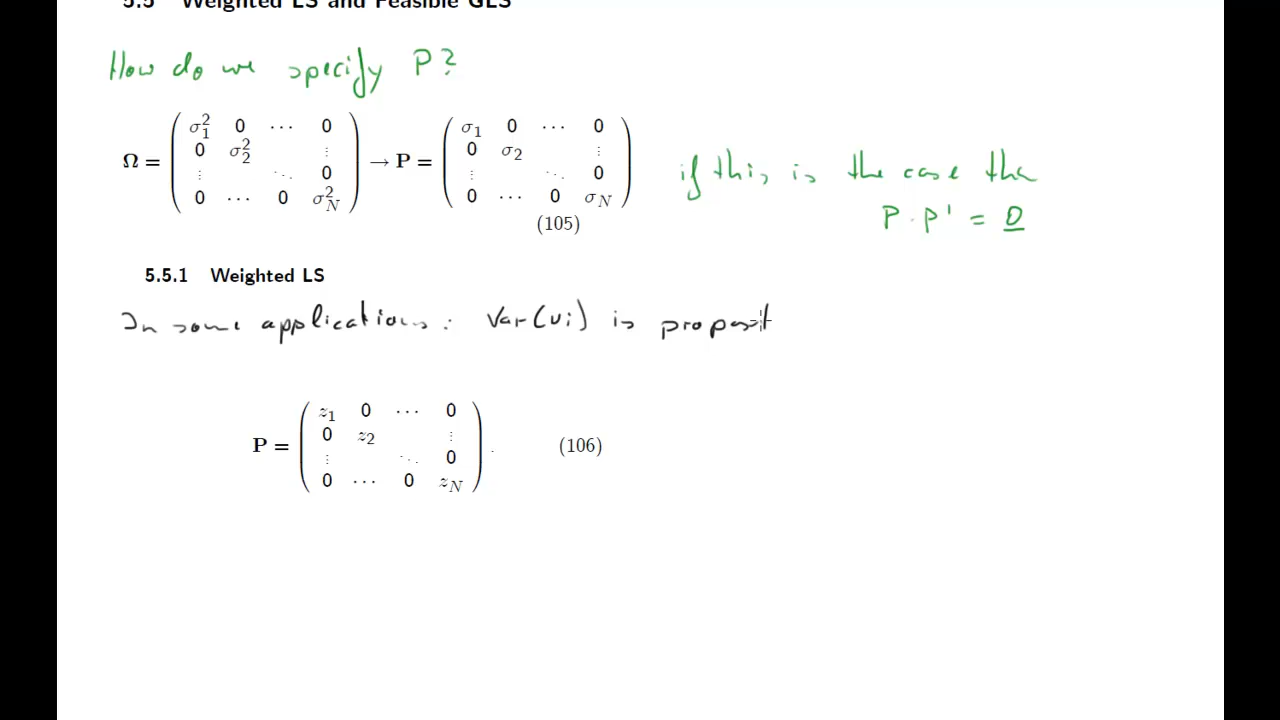 5.5 Weighted LS and Feasible GLS
How do we specify P?
Ω = ( σ₁² 0 ⋯ 0
0 σ₂² ⋮
⋮ ⋱ 0
0 ⋯ 0 σ_N² ) → P = ( σ₁ 0 ⋯ 0
0 σ₂ ⋮
⋮ ⋱ 0
0 ⋯ 0 σ_N )
(105)
if this is the case tha
P · P' = Ω
5.5.1 Weighted LS
In some applications : Var(ui) is proport
P = ( z₁ 0 ⋯ 0
0 z₂ ⋮
⋮ ⋱ 0
0 ⋯ 0 z_N ) . (106)